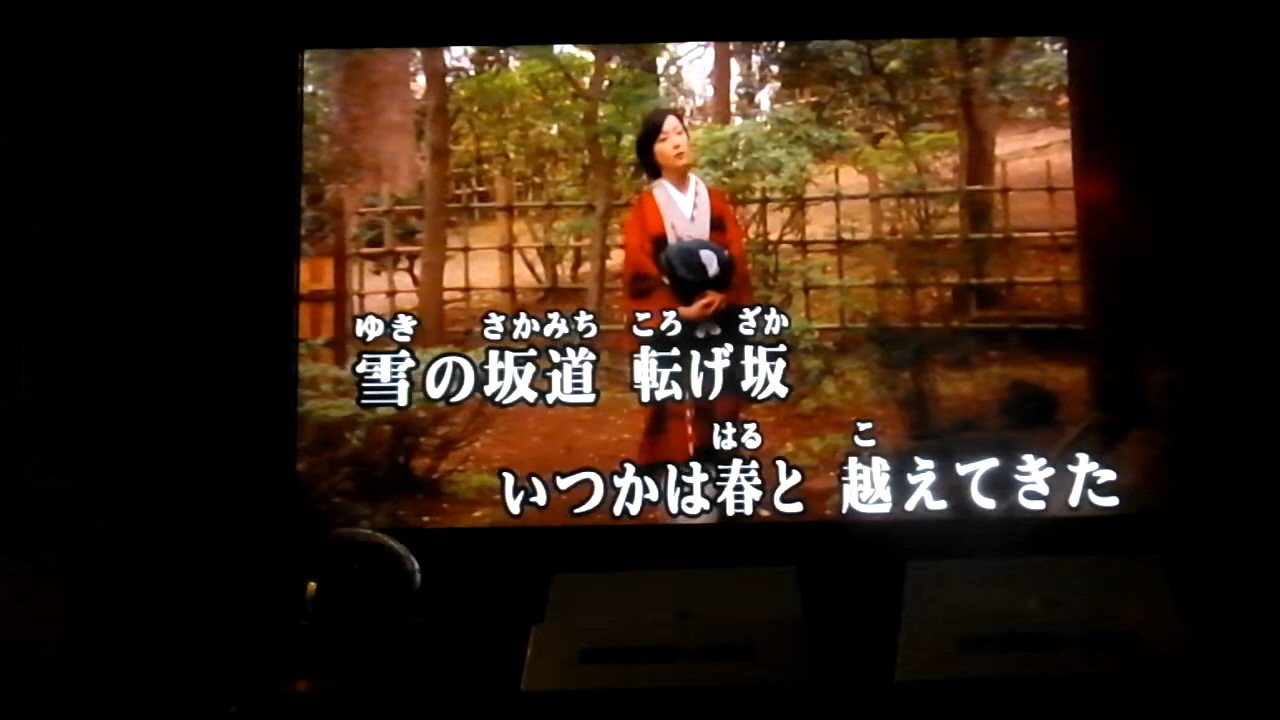 ゆき さかみち ころ ざか
雪の坂道 転げ坂
はる こ
いつかは春と 越えてきた